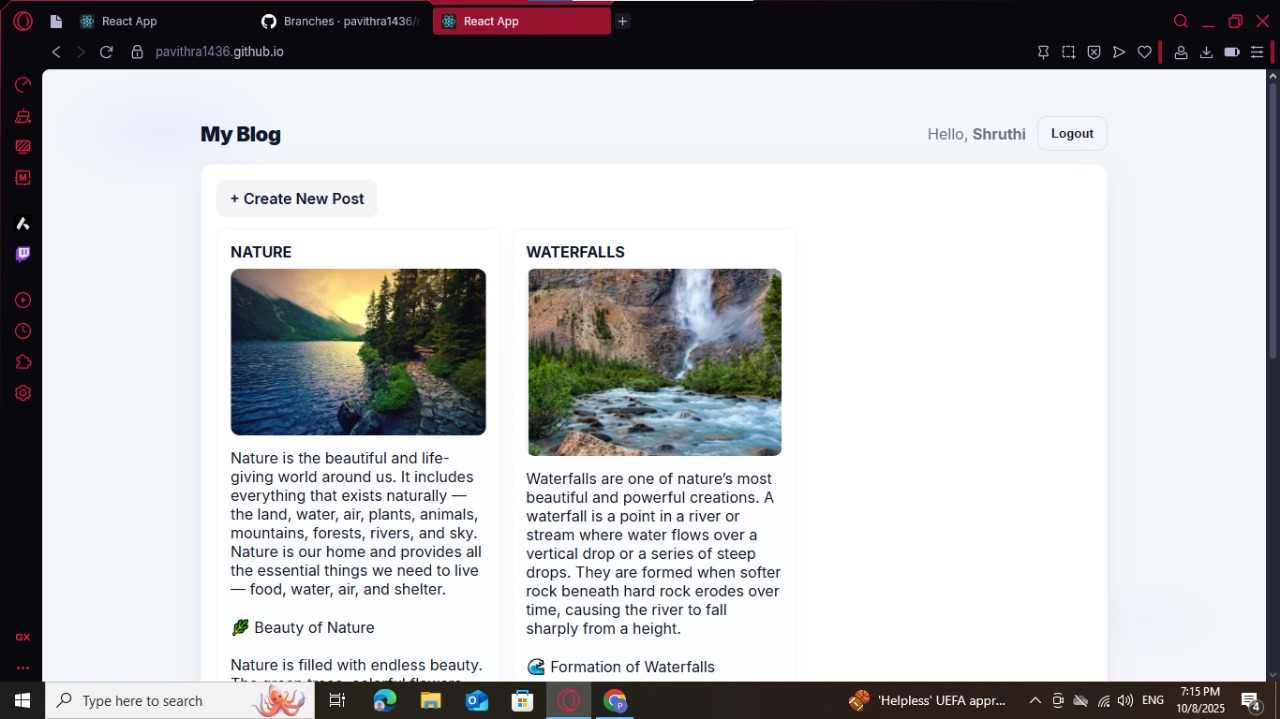 React App
Branches · pavithra1436/
React App
pavithra1436.github.io
My Blog
Hello, Shruthi
Logout
+ Create New Post
NATURE
Nature is the beautiful and life-
giving world around us. It includes
everything that exists naturally —
the land, water, air, plants, animals,
mountains, forests, rivers, and sky.
Nature is our home and provides all
the essential things we need to live
— food, water, air, and shelter.
Beauty of Nature
Nature is filled with endless beauty.
The green trees, colorful flowers,
WATERFALLS
Waterfalls are one of nature’s most
beautiful and powerful creations. A
waterfall is a point in a river or
stream where water flows over a
vertical drop or a series of steep
drops. They are formed when softer
rock beneath hard rock erodes over
time, causing the river to fall
sharply from a height.
Formation of Waterfalls
M
GX
Type here to search
P
'Helpless' UEFA appr...
ENG
7:15 PM
10/8/2025
4